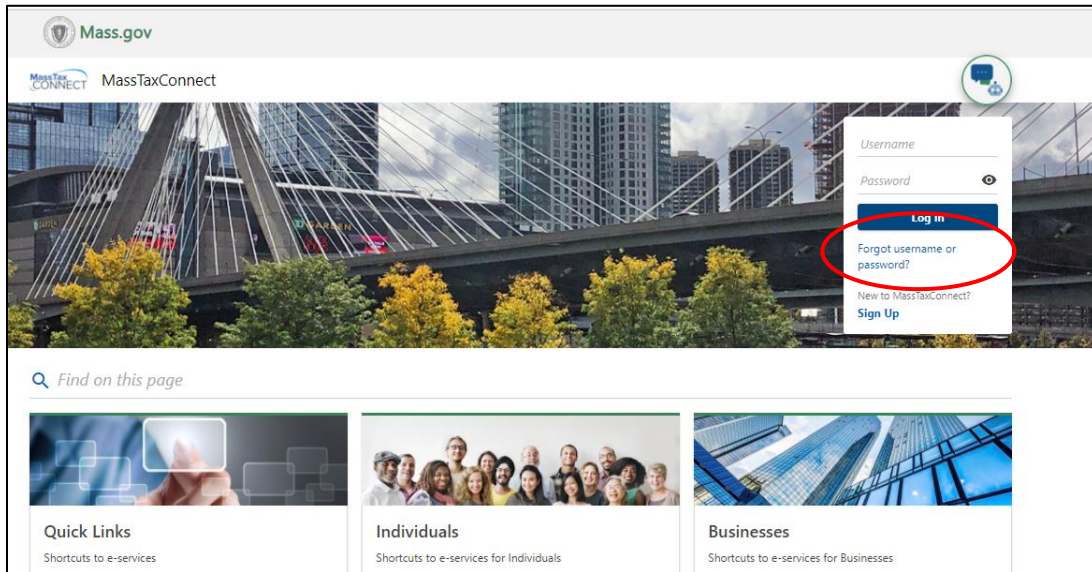 Mass.gov
MassTax
CONNECT
MassTaxConnect
Username
Password
Log in
Forgot username or
password?
New to MassTaxConnect?
Sign Up
GARDEN
Find on this page
Quick Links
Shortcuts to e-services
Individuals
Shortcuts to e-services for Individuals
Businesses
Shortcuts to e-services for Businesses